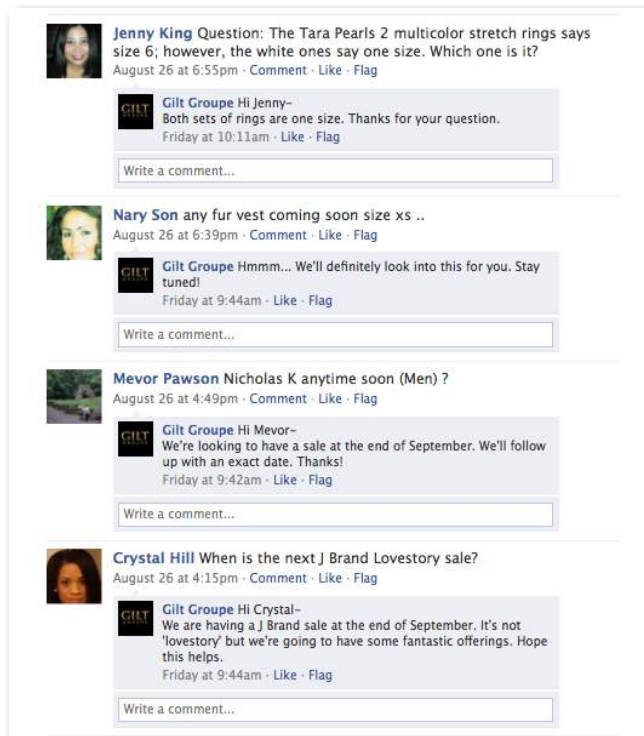 Jenny King Question: The Tara Pearls 2 multicolor stretch rings says
size 6; however, the white ones say one size. Which one is it?
August 26 at 6:55pm · Comment · Like · Flag
GILT
GROUPE
Gilt Groupe Hi Jenny-
Both sets of rings are one size. Thanks for your question.
Friday at 10:11am · Like · Flag
Write a comment...
Nary Son any fur vest coming soon size xs ..
August 26 at 6:39pm · Comment · Like · Flag
GILT
GROUPE
Gilt Groupe Hmmm... We'll definitely look into this for you. Stay
tuned!
Friday at 9:44am · Like · Flag
Write a comment...
Mevor Pawson Nicholas K anytime soon (Men) ?
August 26 at 4:49pm · Comment · Like · Flag
GILT
GROUPE
Gilt Groupe Hi Mevor-
We're looking to have a sale at the end of September. We'll follow
up with an exact date. Thanks!
Friday at 9:42am · Like · Flag
Write a comment...
Crystal Hill When is the next J Brand Lovestory sale?
August 26 at 4:15pm · Comment · Like · Flag
GILT
GROUPE
Gilt Groupe Hi Crystal-
We are having a J Brand sale at the end of September. It's not
'lovestory' but we're going to have some fantastic offerings. Hope
this helps.
Friday at 9:44am · Like · Flag
Write a comment...